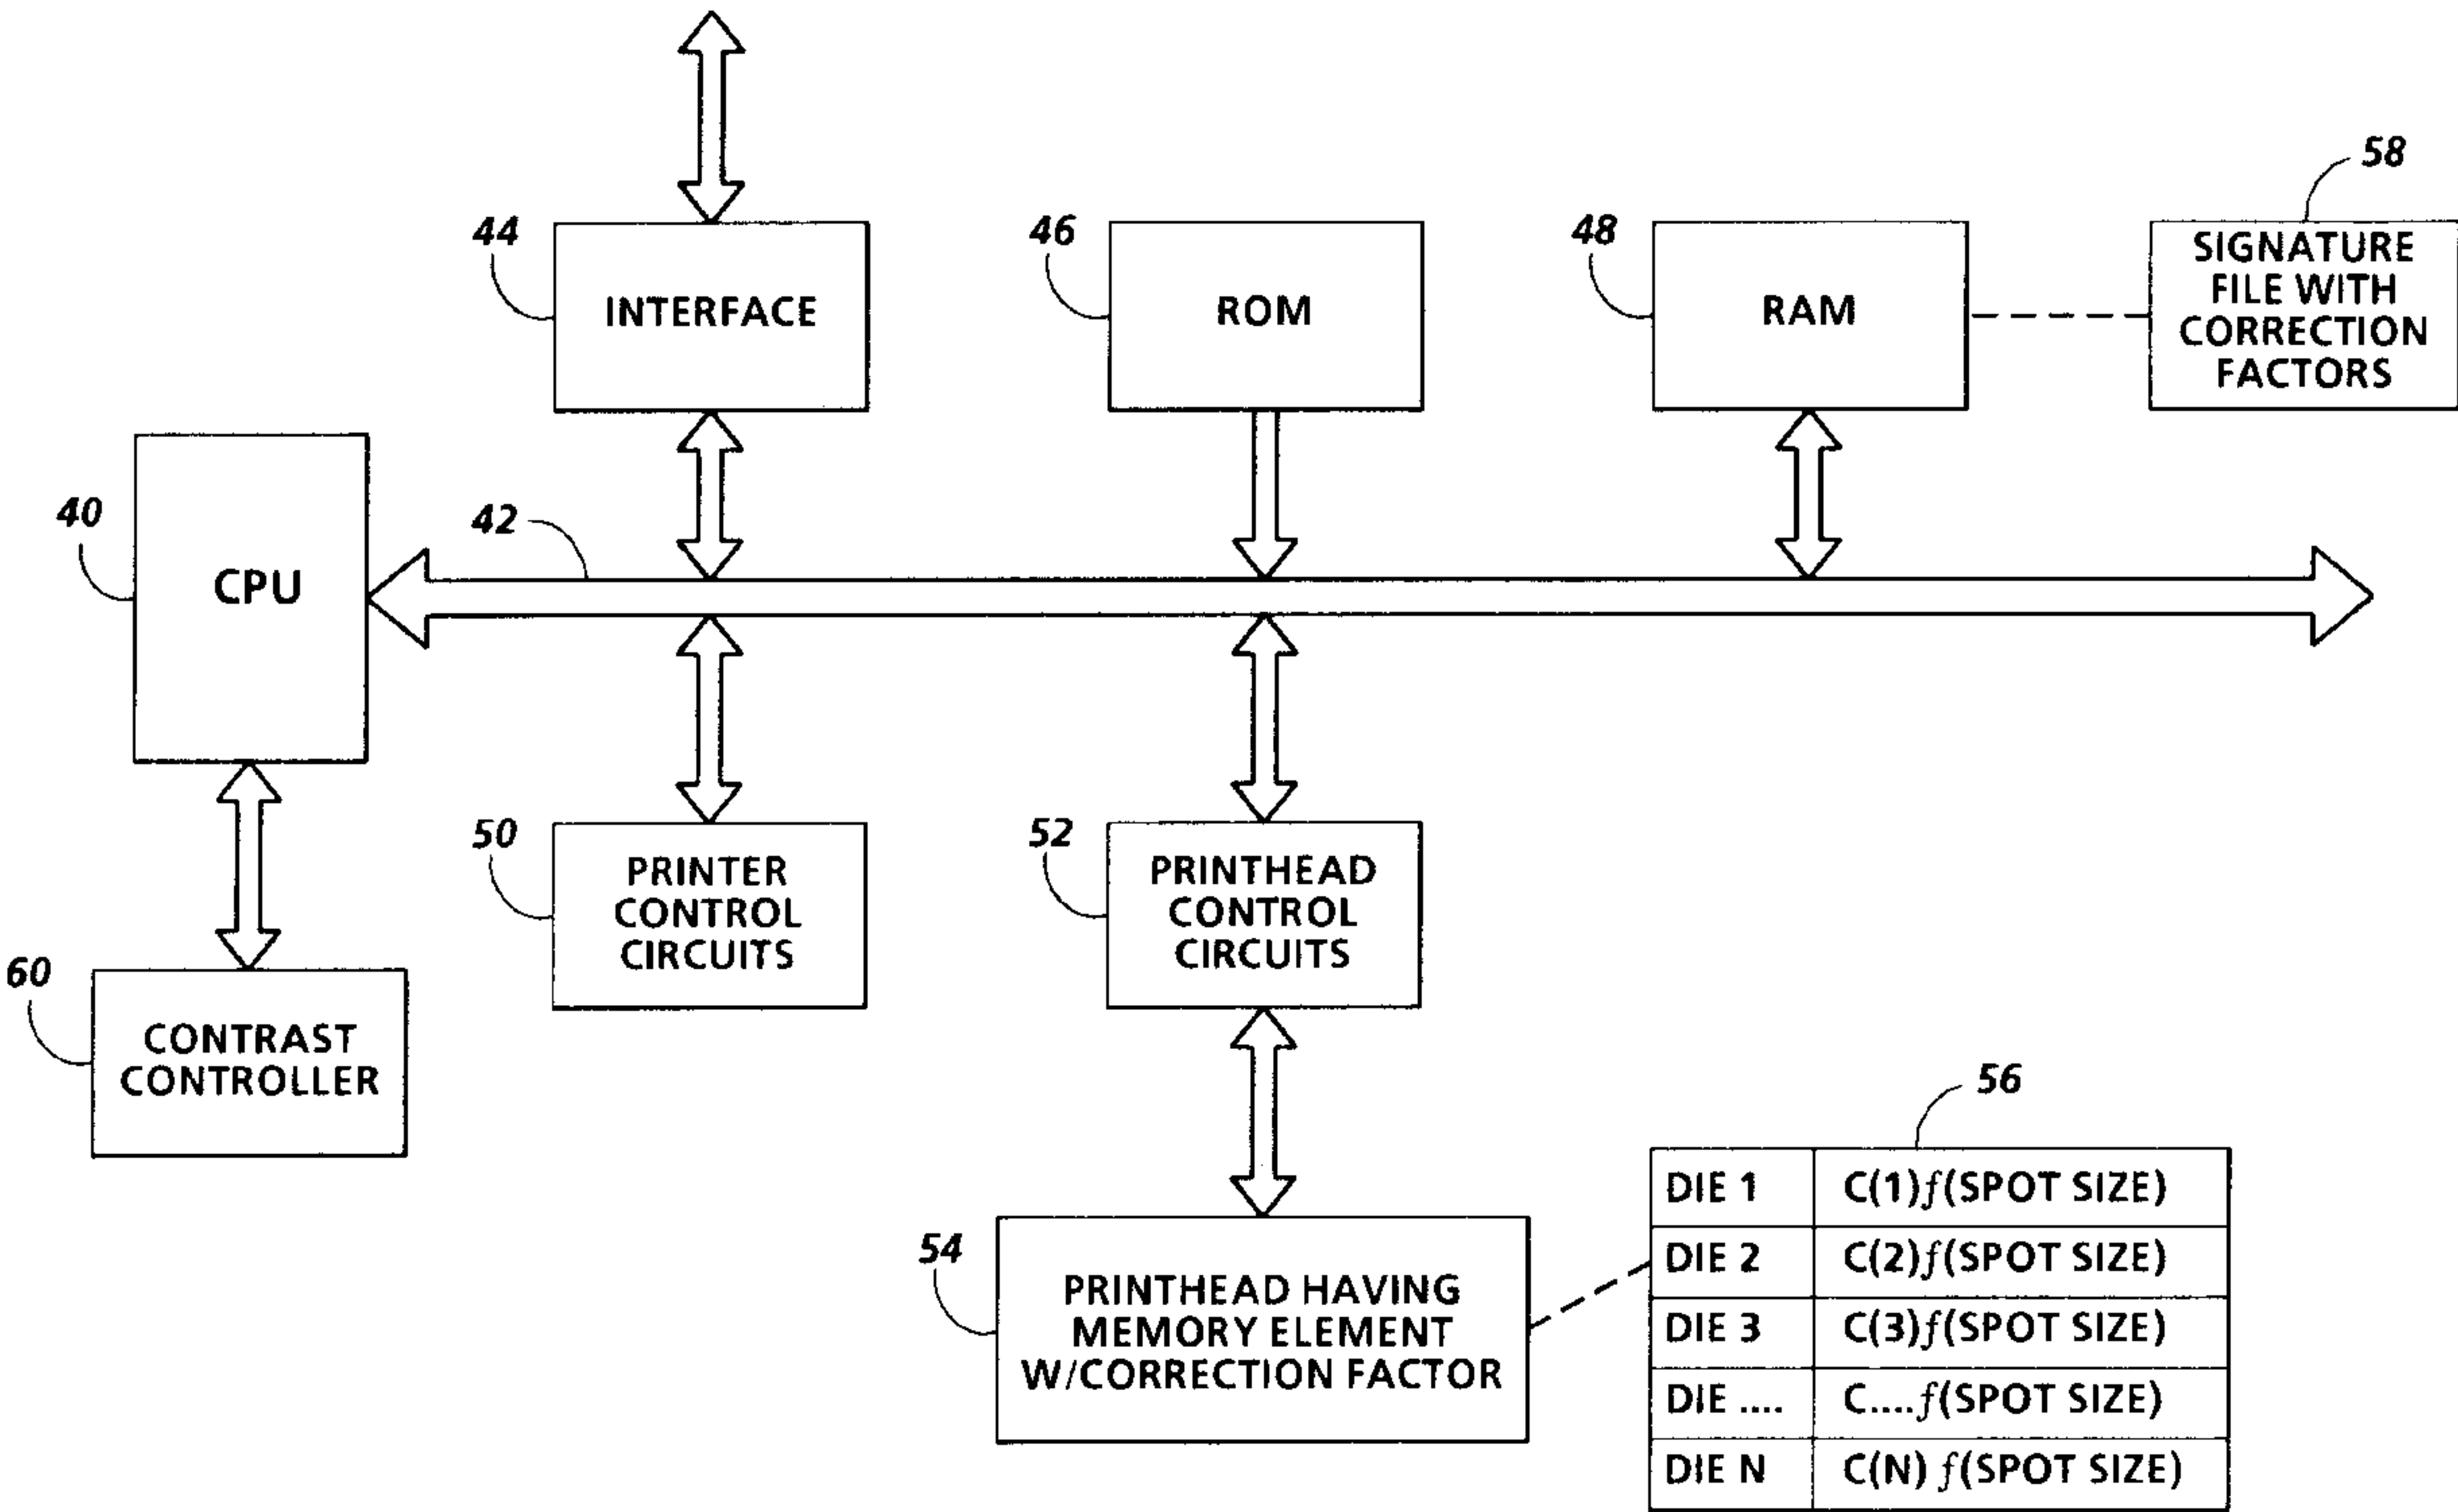 58
44
46
48
INTERFACE
ROM
RAM
SIGNATURE
FILE WITH
CORRECTION
FACTORS
40
42
CPU
50
52
PRINTER
CONTROL
CIRCUITS
PRINTHEAD
CONTROL
CIRCUITS
60
CONTRAST
CONTROLLER
56
54
PRINTHEAD HAVING
MEMORY ELEMENT
W/CORRECTION FACTOR
DIE 1 C(1)f(SPOT SIZE)
DIE 2 C(2)f(SPOT SIZE)
DIE 3 C(3)f(SPOT SIZE)
DIE .... C....f(SPOT SIZE)
DIE N C(N) f(SPOT SIZE)